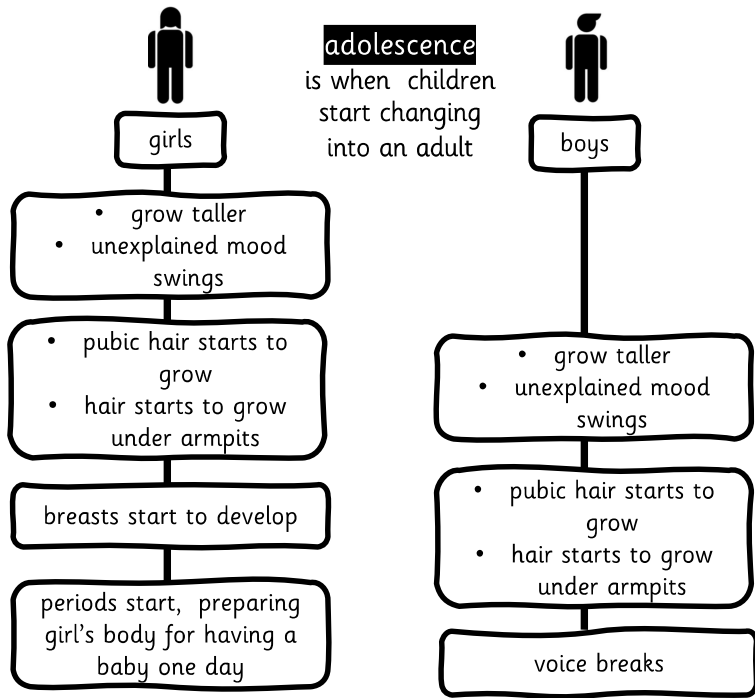 adolescence
is when children
start changing
into an adult
girls
• grow taller
• unexplained mood
swings
• pubic hair starts to
grow
• hair starts to grow
under armpits
breasts start to develop
periods start, preparing
girl's body for having a
baby one day
boys
• grow taller
• unexplained mood
swings
• pubic hair starts to
grow
• hair starts to grow
under armpits
voice breaks